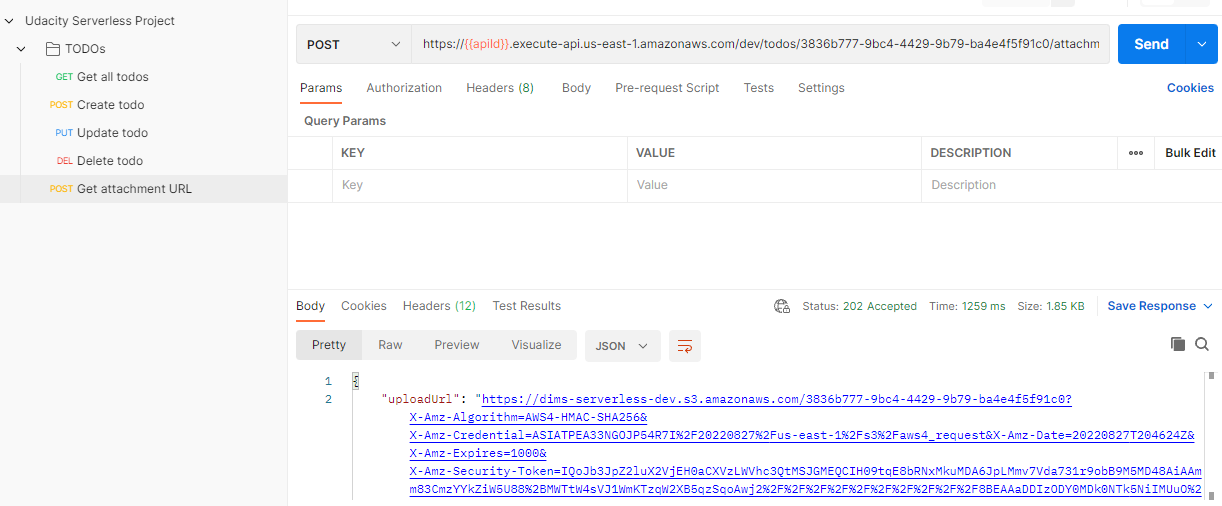 Udacity Serverless Project
TODOs
GET Get all todos
POST Create todo
PUT Update todo
DEL Delete todo
POST Get attachment URL
POST https://{{apiId}}.execute-api.us-east-1.amazonaws.com/dev/todos/3836b777-9bc4-4429-9b79-ba4e4f5f91c0/attachm Send
Params Authorization Headers (8) Body Pre-request Script Tests Settings Cookies
Query Params
KEY VALUE DESCRIPTION ••• Bulk Edit
Key Value Description
Body Cookies Headers (12) Test Results Status: 202 Accepted Time: 1259 ms Size: 1.85 KB Save Response
Pretty Raw Preview Visualize JSON
1 {
2 "uploadUrl": "https://dims-serverless-dev.s3.amazonaws.com/3836b777-9bc4-4429-9b79-ba4e4f5f91c0?
X-Amz-Algorithm=AWS4-HMAC-SHA256&
X-Amz-Credential=ASIATPEA33NGOJP54R7I%2F20220827%2Fus-east-1%2Fs3%2Faws4_request&X-Amz-Date=20220827T204624Z&
X-Amz-Expires=1000&
X-Amz-Security-Token=IQoJb3JpZ2luX2VjEH0aCXVzLWVhc3QtMSJGMEQCIH09tqE8bRNxMkuMDA6JpLMmv7Vda731r9obB9M5MD48AiAAm
m83CmzYYkZiW5U88%2BMWTtW4sVJ1WmKTzqW2XB5qzSqoAwj2%2F%2F%2F%2F%2F%2F%2F%2F%2F%2F8BEAAaDDIzODY0MDk0NTk5NiIMUuO%2